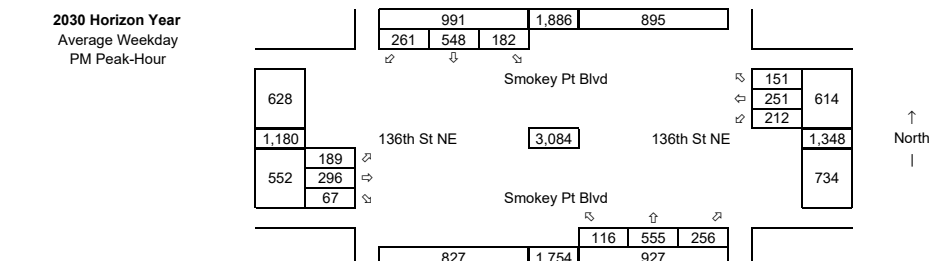 2030 Horizon Year 991 1,886 895
Average Weekday 261 548 182
PM Peak-Hour ⬃ ⇩ ⬂
Smokey Pt Blvd ⬁ 151
628 ⇦ 251 614
⬃ 212 ↑
1,180 136th St NE 3,084 136th St NE 1,348 North
189 ⬀ |
552 296 ⇨ 734
67 ⬂ Smokey Pt Blvd
⬁ ⇧ ⬀
116 555 256
827 1,754 927